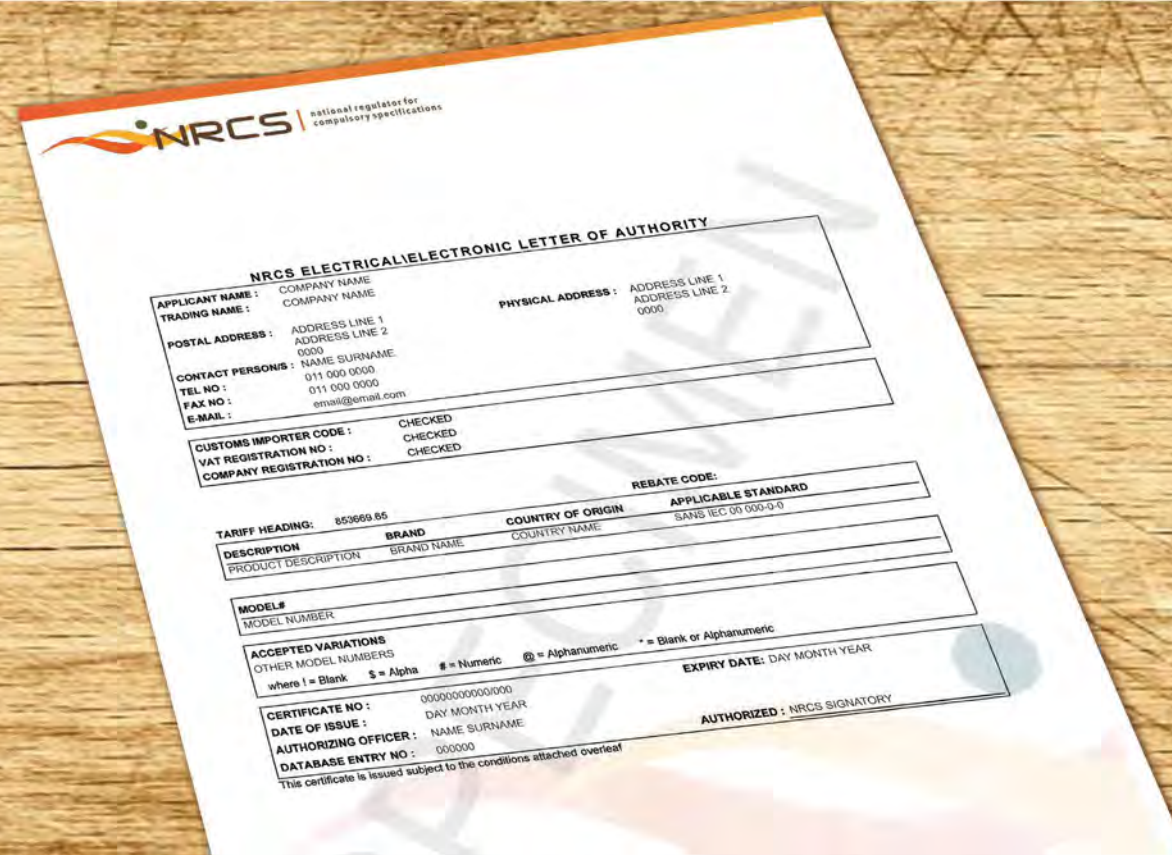 NRCS
national regulator for
compulsory specifications
NRCS ELECTRICAL\ELECTRONIC LETTER OF AUTHORITY
APPLICANT NAME : COMPANY NAME
TRADING NAME : COMPANY NAME
POSTAL ADDRESS : ADDRESS LINE 1
ADDRESS LINE 2
0000
PHYSICAL ADDRESS : ADDRESS LINE 1
ADDRESS LINE 2
0000
CONTACT PERSON/S : NAME SURNAME
TEL NO : 011 000 0000
FAX NO : 011 000 0000
E-MAIL : email@email.com
CUSTOMS IMPORTER CODE : CHECKED
VAT REGISTRATION NO : CHECKED
COMPANY REGISTRATION NO : CHECKED
TARIFF HEADING: 853669.65 REBATE CODE:
DESCRIPTION BRAND COUNTRY OF ORIGIN APPLICABLE STANDARD
PRODUCT DESCRIPTION BRAND NAME COUNTRY NAME SANS IEC 00 000-0-0
MODEL#
MODEL NUMBER
ACCEPTED VARIATIONS
OTHER MODEL NUMBERS
where ! = Blank $ = Alpha # = Numeric @ = Alphanumeric * = Blank or Alphanumeric
CERTIFICATE NO : 00000000000/000 EXPIRY DATE: DAY MONTH YEAR
DATE OF ISSUE : DAY MONTH YEAR
AUTHORIZING OFFICER : NAME SURNAME AUTHORIZED : NRCS SIGNATORY
DATABASE ENTRY NO : 000000
This certificate is issued subject to the conditions attached overleaf
SPECIMEN